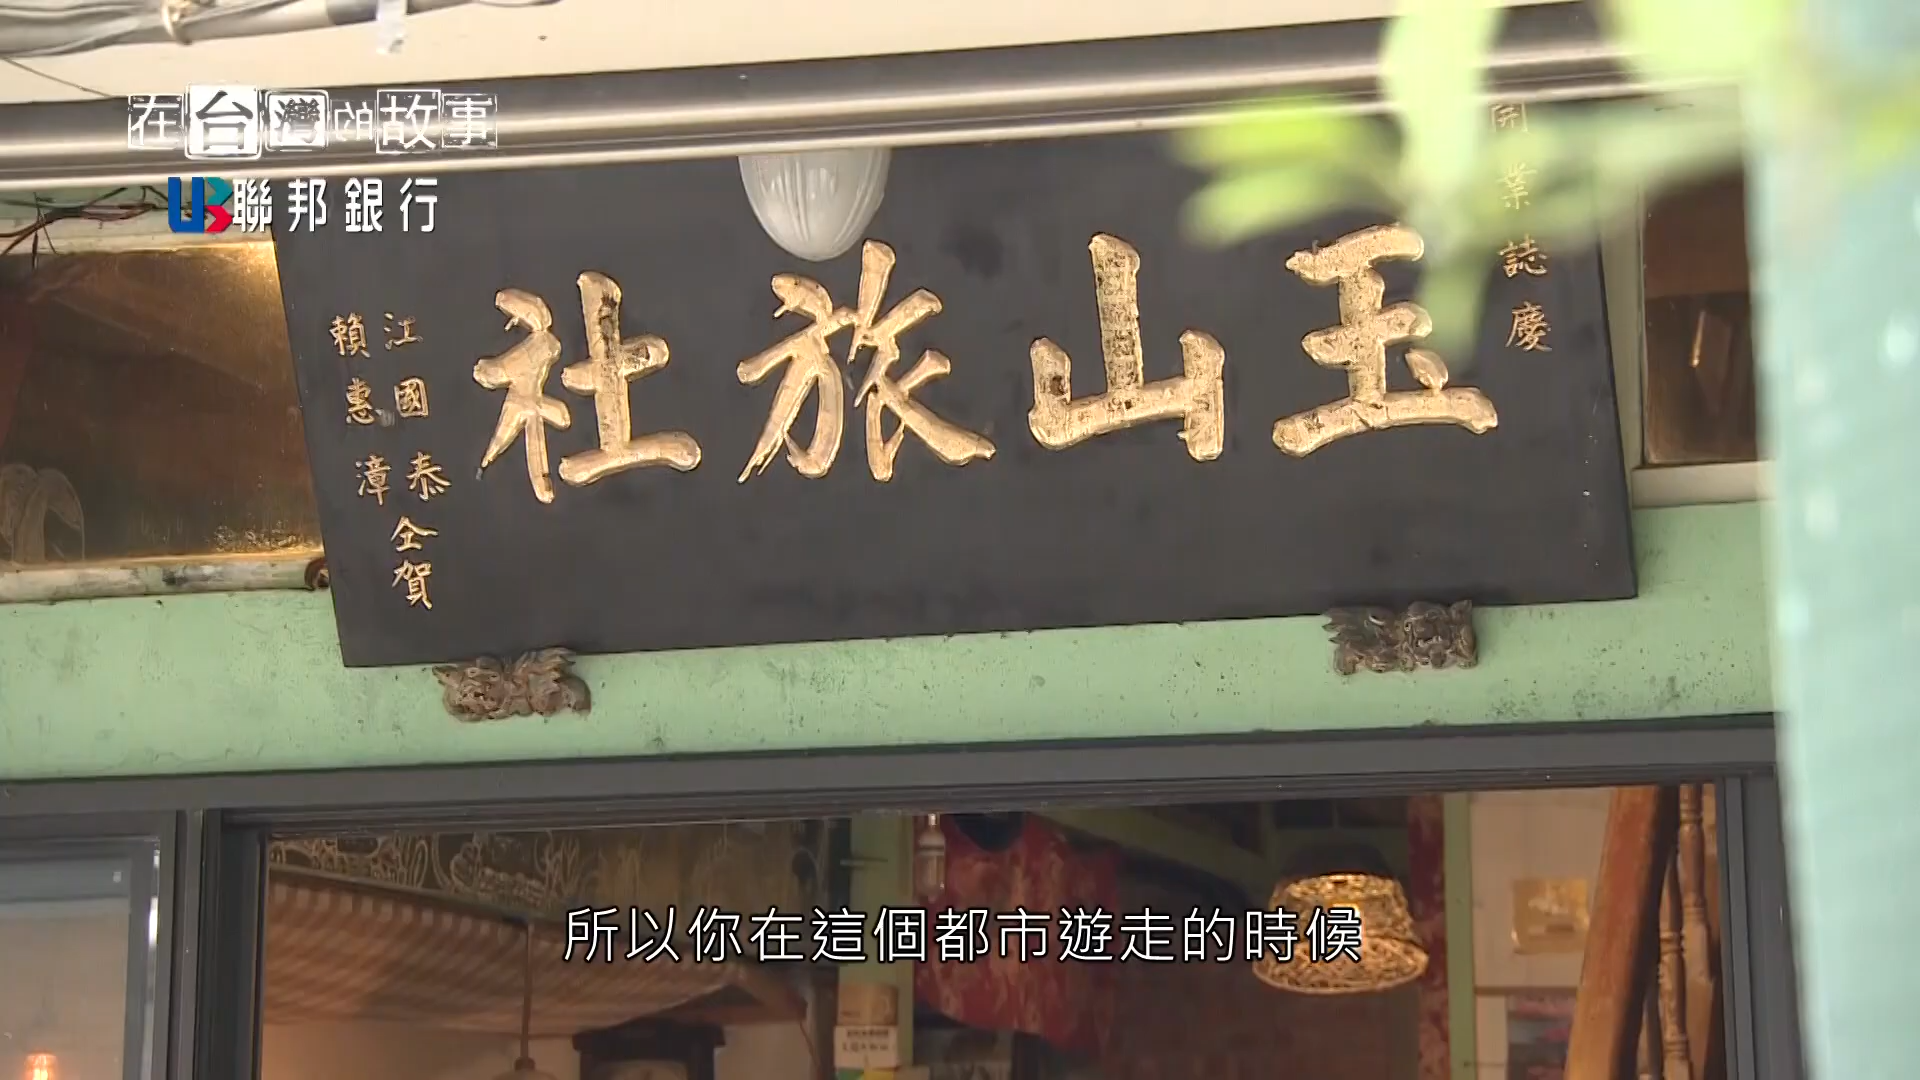 在台灣的故事
聯邦銀行
開業誌慶
玉山旅社
江國泰
賴惠漳
仝賀
所以你在這個都市遊走的時候